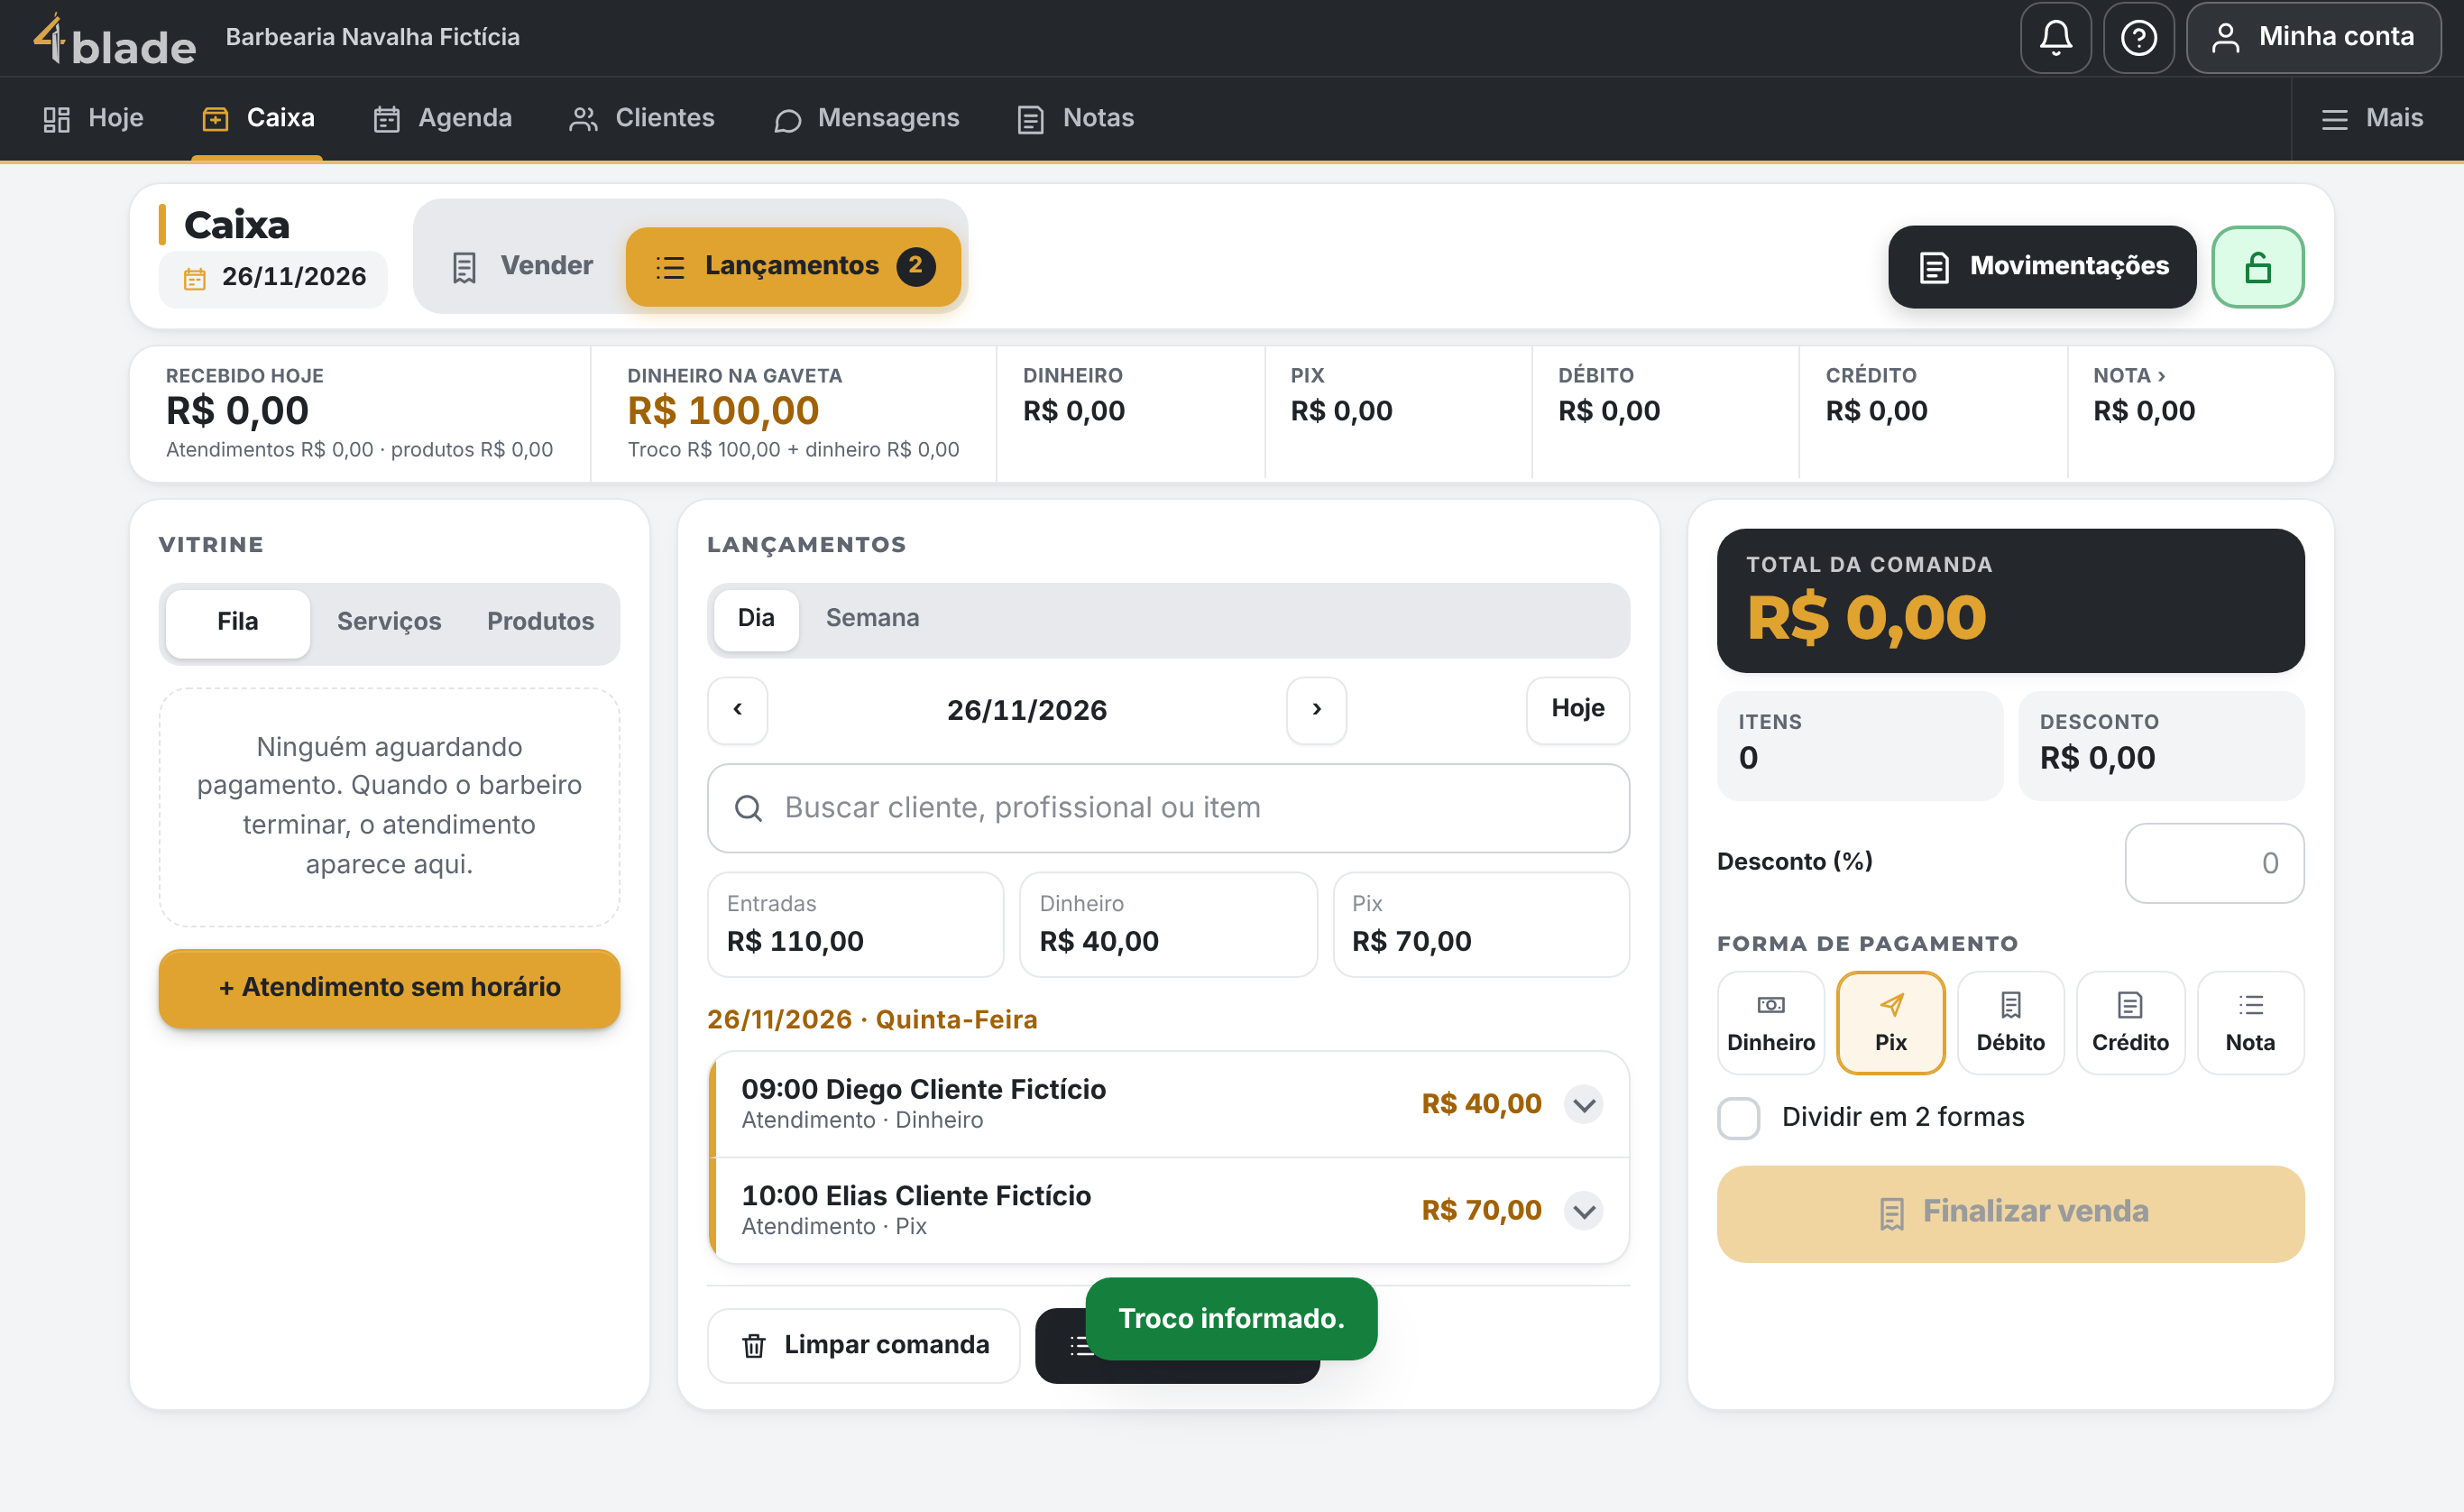 4blade
Barbearia Navalha Fictícia
Minha conta
Hoje
Caixa
Agenda
Clientes
Mensagens
Notas
Mais
Caixa
26/11/2026
Vender
Lançamentos 2
Movimentações
RECEBIDO HOJE
R$ 0,00
Atendimentos R$ 0,00 · produtos R$ 0,00
DINHEIRO NA GAVETA
R$ 100,00
Troco R$ 100,00 + dinheiro R$ 0,00
DINHEIRO
R$ 0,00
PIX
R$ 0,00
DÉBITO
R$ 0,00
CRÉDITO
R$ 0,00
NOTA ›
R$ 0,00
VITRINE
Fila
Serviços
Produtos
Ninguém aguardando
pagamento. Quando o barbeiro
terminar, o atendimento
aparece aqui.
+ Atendimento sem horário
LANÇAMENTOS
Dia
Semana
‹
26/11/2026
›
Hoje
Buscar cliente, profissional ou item
Entradas
R$ 110,00
Dinheiro
R$ 40,00
Pix
R$ 70,00
26/11/2026 · Quinta-Feira
09:00 Diego Cliente Fictício
Atendimento · Dinheiro
R$ 40,00
10:00 Elias Cliente Fictício
Atendimento · Pix
R$ 70,00
Limpar comanda
Troco informado.
TOTAL DA COMANDA
R$ 0,00
ITENS
0
DESCONTO
R$ 0,00
Desconto (%)
0
FORMA DE PAGAMENTO
Dinheiro
Pix
Débito
Crédito
Nota
Dividir em 2 formas
Finalizar venda